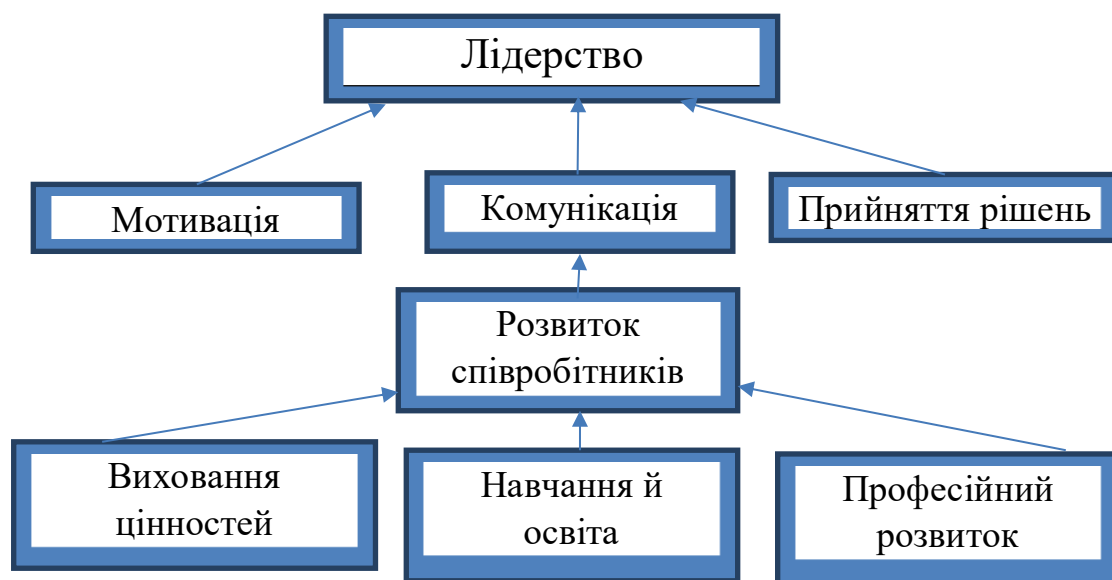 Лідерство
Мотивація
Комунікація
Прийняття рішень
Розвиток
співробітників
Виховання
цінностей
Навчання й
освіта
Професійний
розвиток